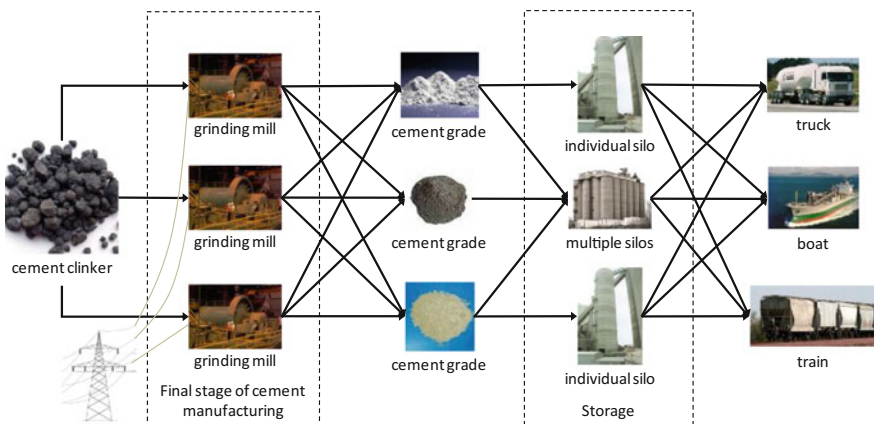 grinding mill
cement grade
individual silo
truck
cement clinker
grinding mill
cement grade
multiple silos
boat
grinding mill
cement grade
individual silo
train
Final stage of cement
manufacturing
Storage